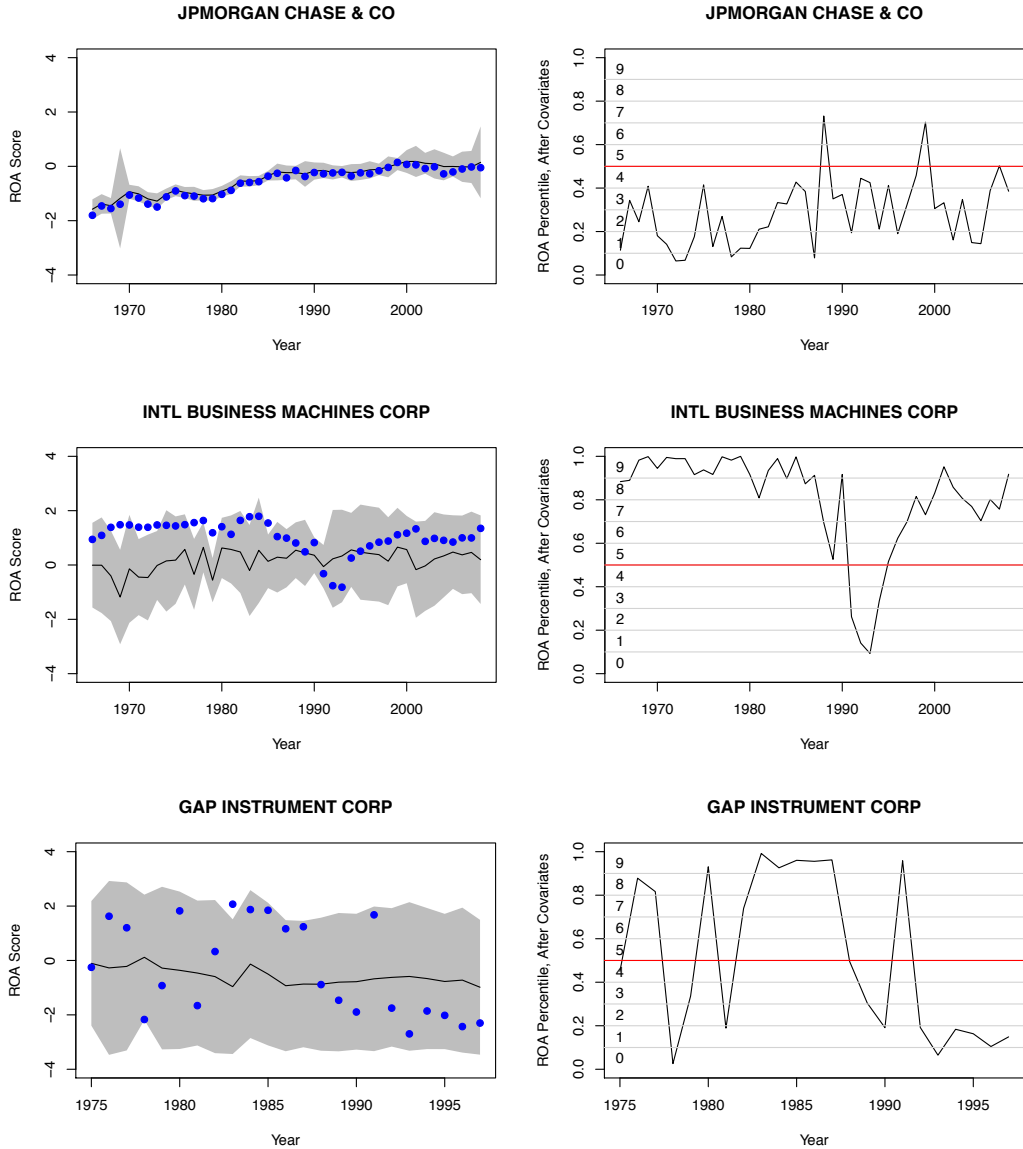 JPMORGAN CHASE & CO
ROA Score
4
2
0
−2
−4
1970 1980 1990 2000
Year
JPMORGAN CHASE & CO
ROA Percentile, After Covariates
1.0
0.8
0.6
0.4
0.2
0.0
9
8
7
6
5
4
3
2
1
0
1970 1980 1990 2000
Year
INTL BUSINESS MACHINES CORP
ROA Score
4
2
0
−2
−4
1970 1980 1990 2000
Year
INTL BUSINESS MACHINES CORP
ROA Percentile, After Covariates
1.0
0.8
0.6
0.4
0.2
0.0
9
8
7
6
5
4
3
2
1
0
1970 1980 1990 2000
Year
GAP INSTRUMENT CORP
ROA Score
4
2
0
−2
−4
1975 1980 1985 1990 1995
Year
GAP INSTRUMENT CORP
ROA Percentile, After Covariates
1.0
0.8
0.6
0.4
0.2
0.0
9
8
7
6
5
4
3
2
1
0
1975 1980 1985 1990 1995
Year